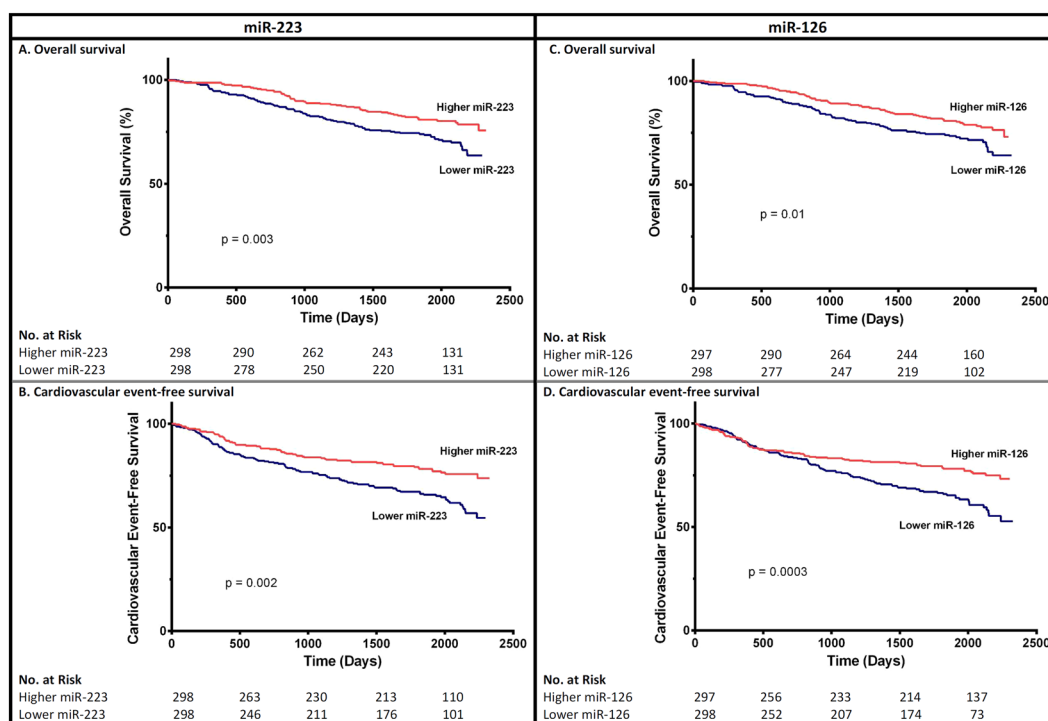 miR-223
A. Overall survival
Overall Survival (%)
100
50
0
Higher miR-223
Lower miR-223
p = 0.003
0 500 1000 1500 2000 2500
Time (Days)
No. at Risk
Higher miR-223 298 290 262 243 131
Lower miR-223 298 278 250 220 131
B. Cardiovascular event-free survival
Cardiovascular Event-Free Survival
100
50
0
Higher miR-223
Lower miR-223
p = 0.002
0 500 1000 1500 2000 2500
Time (Days)
No. at Risk
Higher miR-223 298 263 230 213 110
Lower miR-223 298 246 211 176 101
miR-126
C. Overall survival
Overall Survival (%)
100
50
0
Higher miR-126
Lower miR-126
p = 0.01
0 500 1000 1500 2000 2500
Time (Days)
No. at Risk
Higher miR-126 297 290 264 244 160
Lower miR-126 298 277 247 219 102
D. Cardiovascular event-free survival
Cardiovascular Event-Free Survival
100
50
0
Higher miR-126
Lower miR-126
p = 0.0003
0 500 1000 1500 2000 2500
Time (Days)
No. at Risk
Higher miR-126 297 256 233 214 137
Lower miR-126 298 252 207 174 73